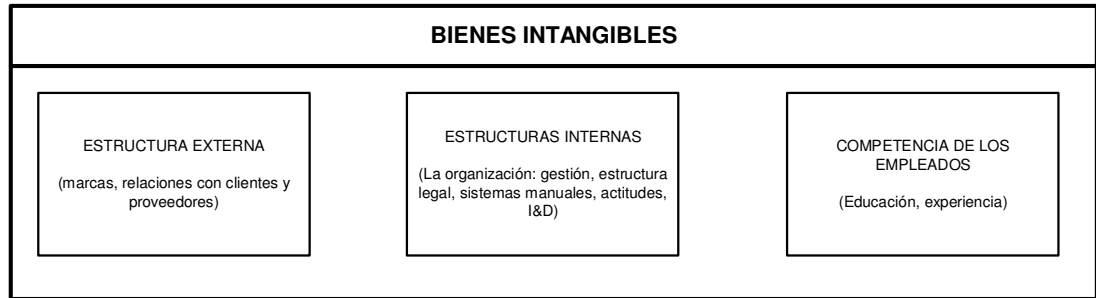 BIENES INTANGIBLES
ESTRUCTURA EXTERNA
(marcas, relaciones con clientes y
proveedores)
ESTRUCTURAS INTERNAS
(La organización: gestión, estructura
legal, sistemas manuales, actitudes,
I&D)
COMPETENCIA DE LOS
EMPLEADOS
(Educación, experiencia)